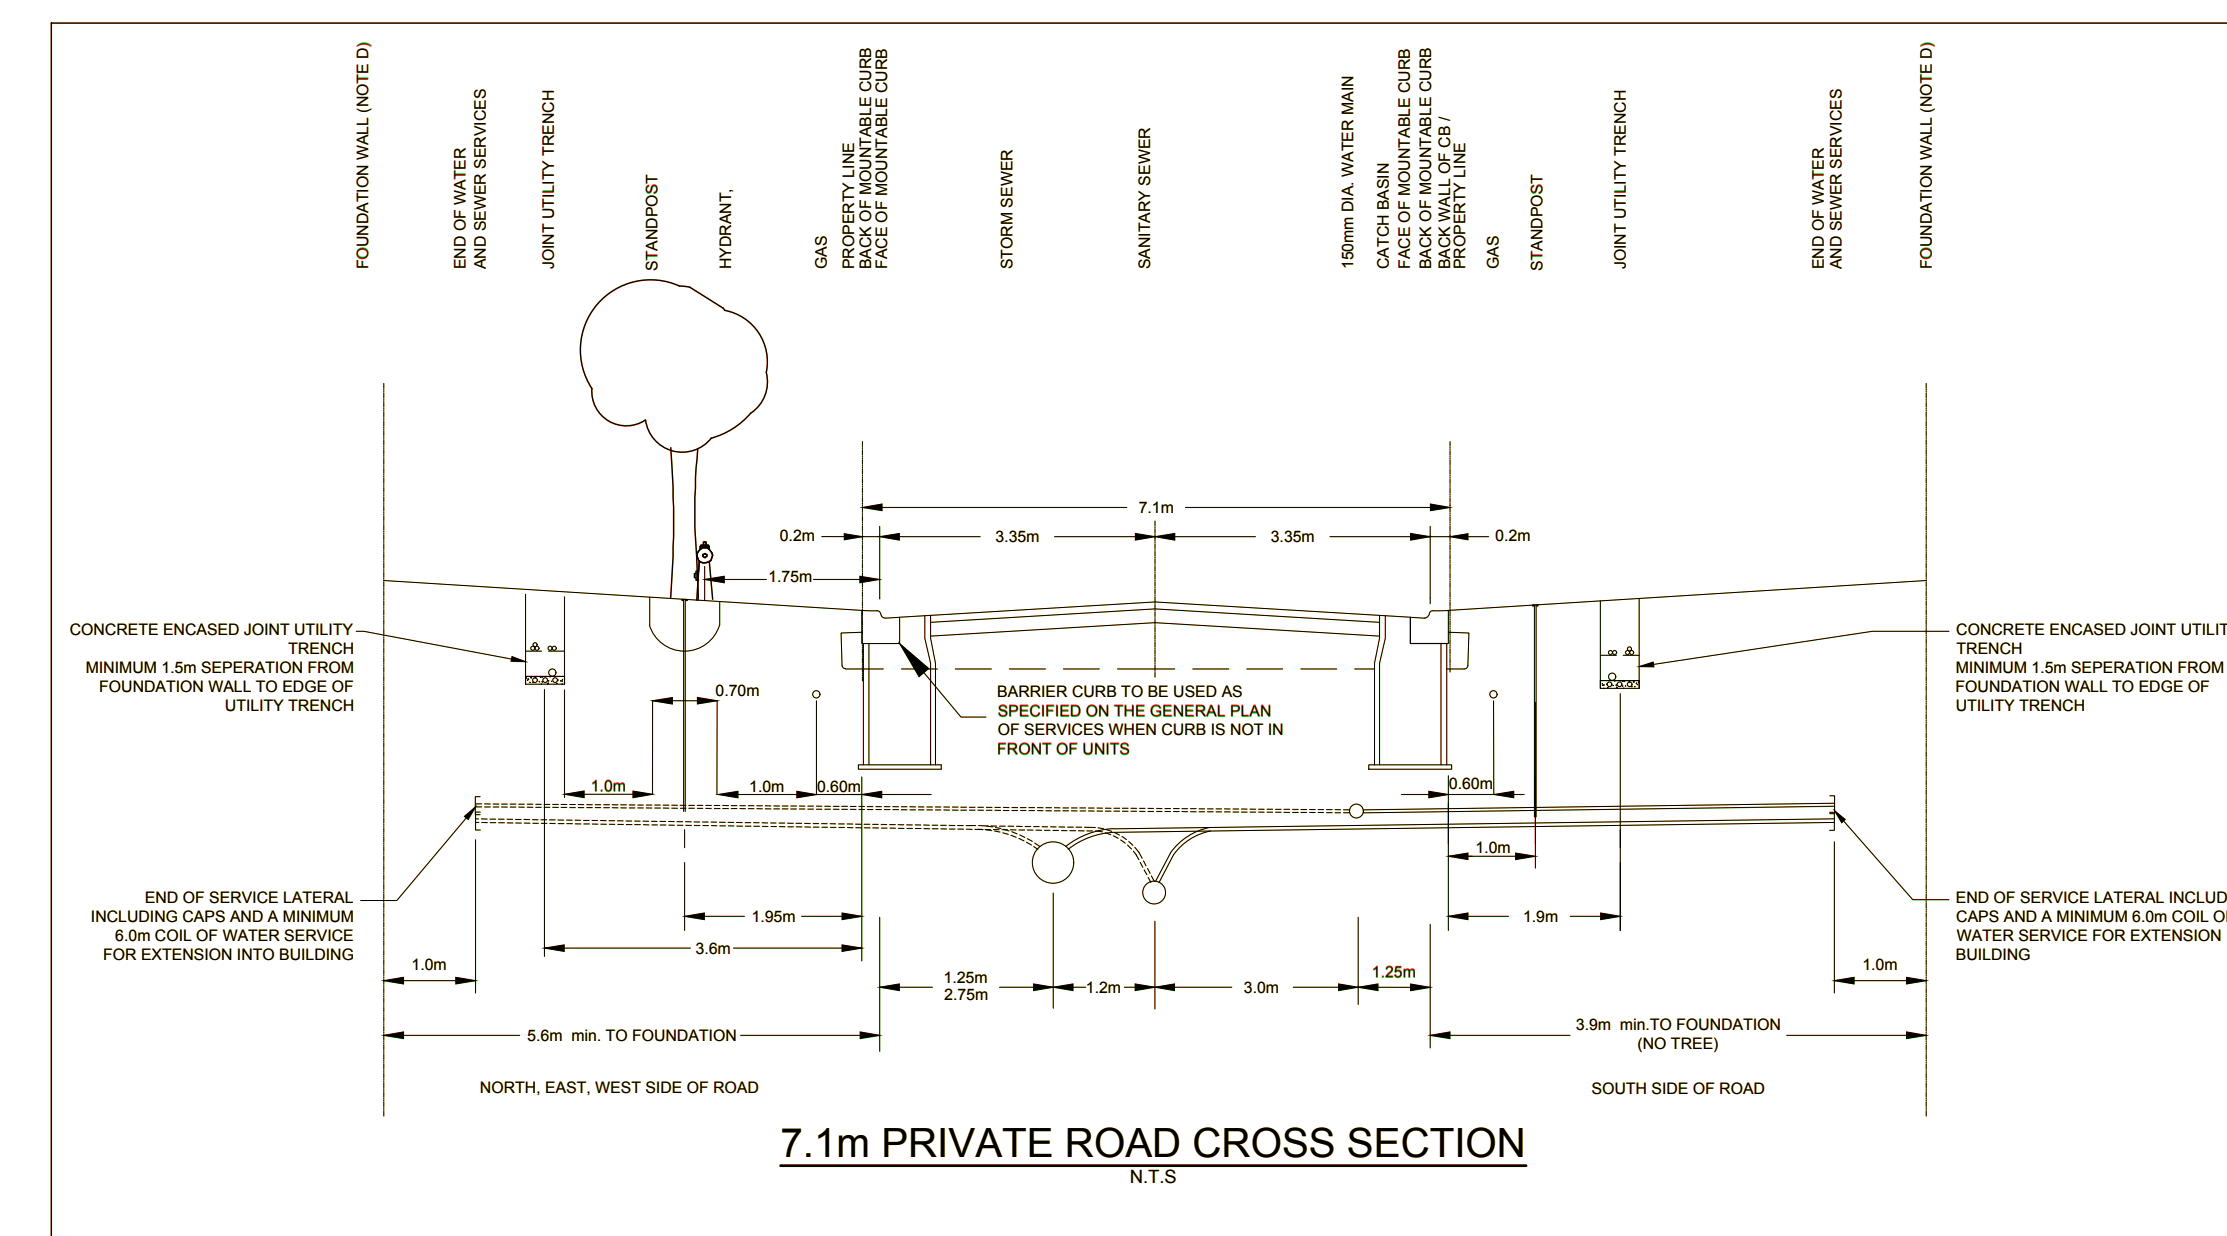 FOUNDATION WALL (NOTE D)
END OF WATER
AND SEWER SERVICES
JOINT UTILITY TRENCH
STANDPOST
HYDRANT,
GAS
PROPERTY LINE
BACK OF MOUNTABLE CURB
FACE OF MOUNTABLE CURB
STORM SEWER
SANITARY SEWER
150mm DIA. WATER MAIN
CATCH BASIN
FACE OF MOUNTABLE CURB
BACK OF MOUNTABLE CURB
BACK WALL OF CB /
PROPERTY LINE
GAS
STANDPOST
JOINT UTILITY TRENCH
END OF WATER
AND SEWER SERVICES
FOUNDATION WALL (NOTE D)
7.1m
0.2m
3.35m
3.35m
0.2m
1.75m
CONCRETE ENCASED JOINT UTILITY
TRENCH
MINIMUM 1.5m SEPERATION FROM
FOUNDATION WALL TO EDGE OF
UTILITY TRENCH
CONCRETE ENCASED JOINT UTILIT
TRENCH
MINIMUM 1.5m SEPERATION FROM
FOUNDATION WALL TO EDGE OF
UTILITY TRENCH
0.70m
BARRIER CURB TO BE USED AS
SPECIFIED ON THE GENERAL PLAN
OF SERVICES WHEN CURB IS NOT IN
FRONT OF UNITS
1.0m
1.0m
0.60m
0.60m
1.0m
END OF SERVICE LATERAL
INCLUDING CAPS AND A MINIMUM
6.0m COIL OF WATER SERVICE
FOR EXTENSION INTO BUILDING
END OF SERVICE LATERAL INCLUD
CAPS AND A MINIMUM 6.0m COIL O
WATER SERVICE FOR EXTENSION
BUILDING
1.95m
1.9m
3.6m
1.0m
1.25m
2.75m
1.2m
3.0m
1.25m
1.0m
5.6m min. TO FOUNDATION
3.9m min.TO FOUNDATION
(NO TREE)
NORTH, EAST, WEST SIDE OF ROAD
SOUTH SIDE OF ROAD
7.1m PRIVATE ROAD CROSS SECTION
N.T.S